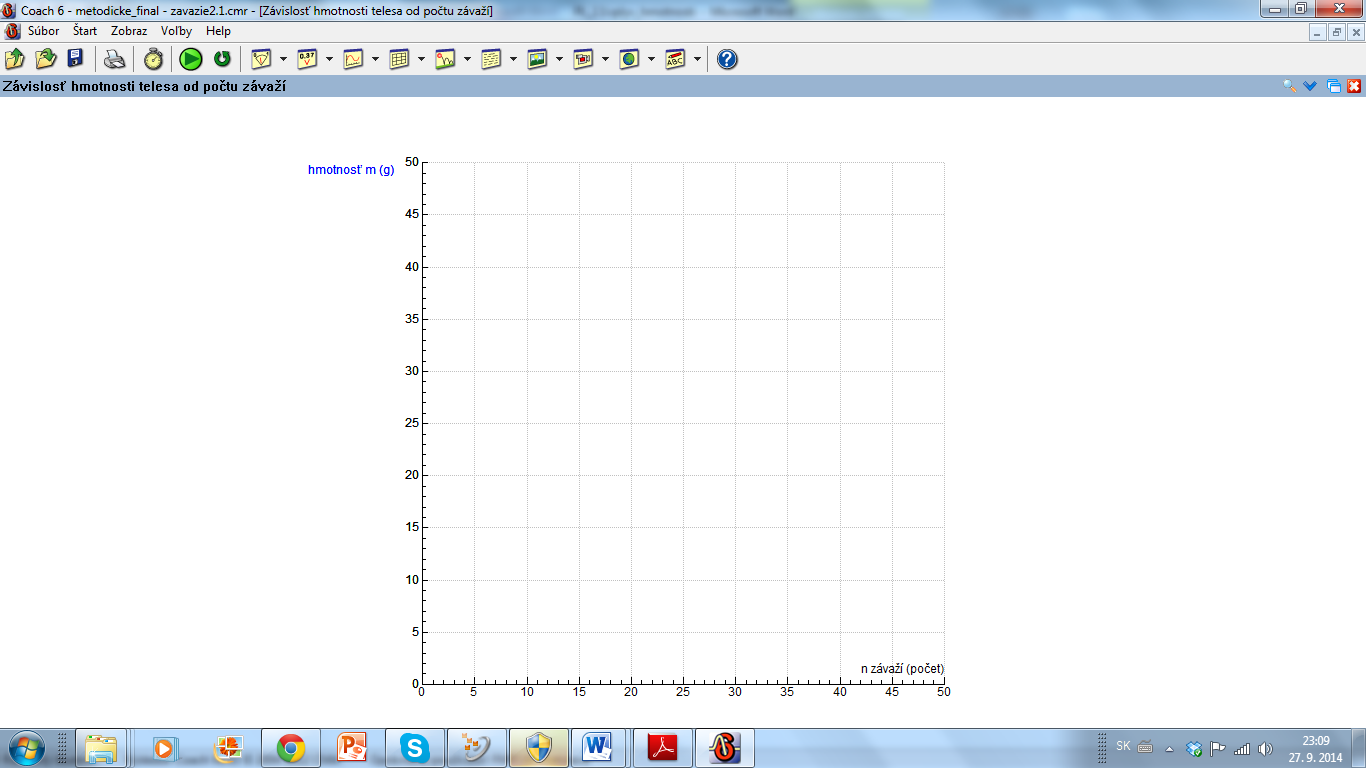 Coach 6 - metodicke_final - zavazie2.1.cmr - [Závislosť hmotnosti telesa od počtu závaží]
Súbor Štart Zobraz Voľby Help
0.37
ABC
Závislosť hmotnosti telesa od počtu závaží
hmotnosť m (g)
50
45
40
35
30
25
20
15
10
5
0
n závaží (počet)
0 5 10 15 20 25 30 35 40 45 50
SK
23:09
27. 9. 2014